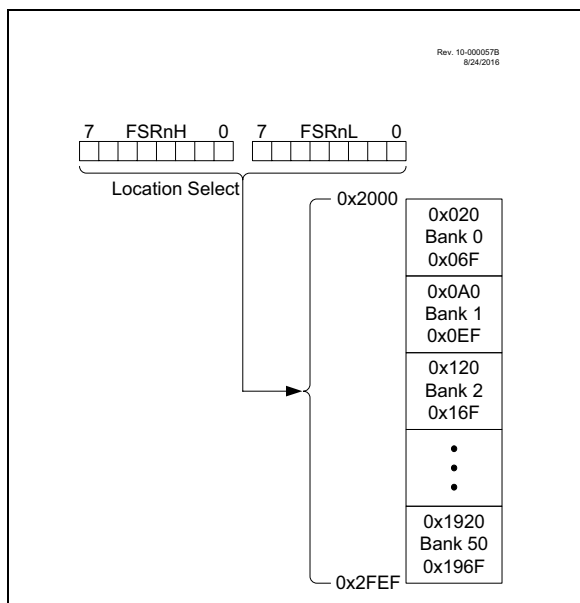 Rev. 10-000057B
8/24/2016
7 FSRnH 0 7 FSRnL 0
Location Select
0x2000
0x020
Bank 0
0x06F
0x0A0
Bank 1
0x0EF
0x120
Bank 2
0x16F
0x1920
Bank 50
0x196F
0x2FEF